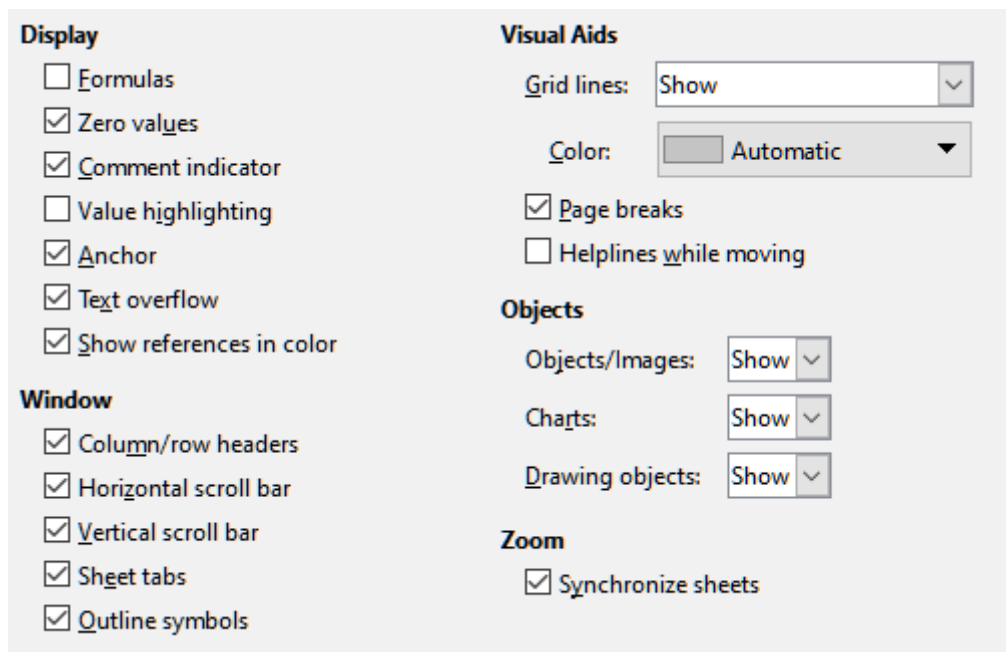 Display
Formulas
Zero values
Comment indicator
Value highlighting
Anchor
Text overflow
Show references in color
Window
Column/row headers
Horizontal scroll bar
Vertical scroll bar
Sheet tabs
Outline symbols
Visual Aids
Grid lines: Show
Color: Automatic
Page breaks
Helplines while moving
Objects
Objects/Images: Show
Charts: Show
Drawing objects: Show
Zoom
Synchronize sheets